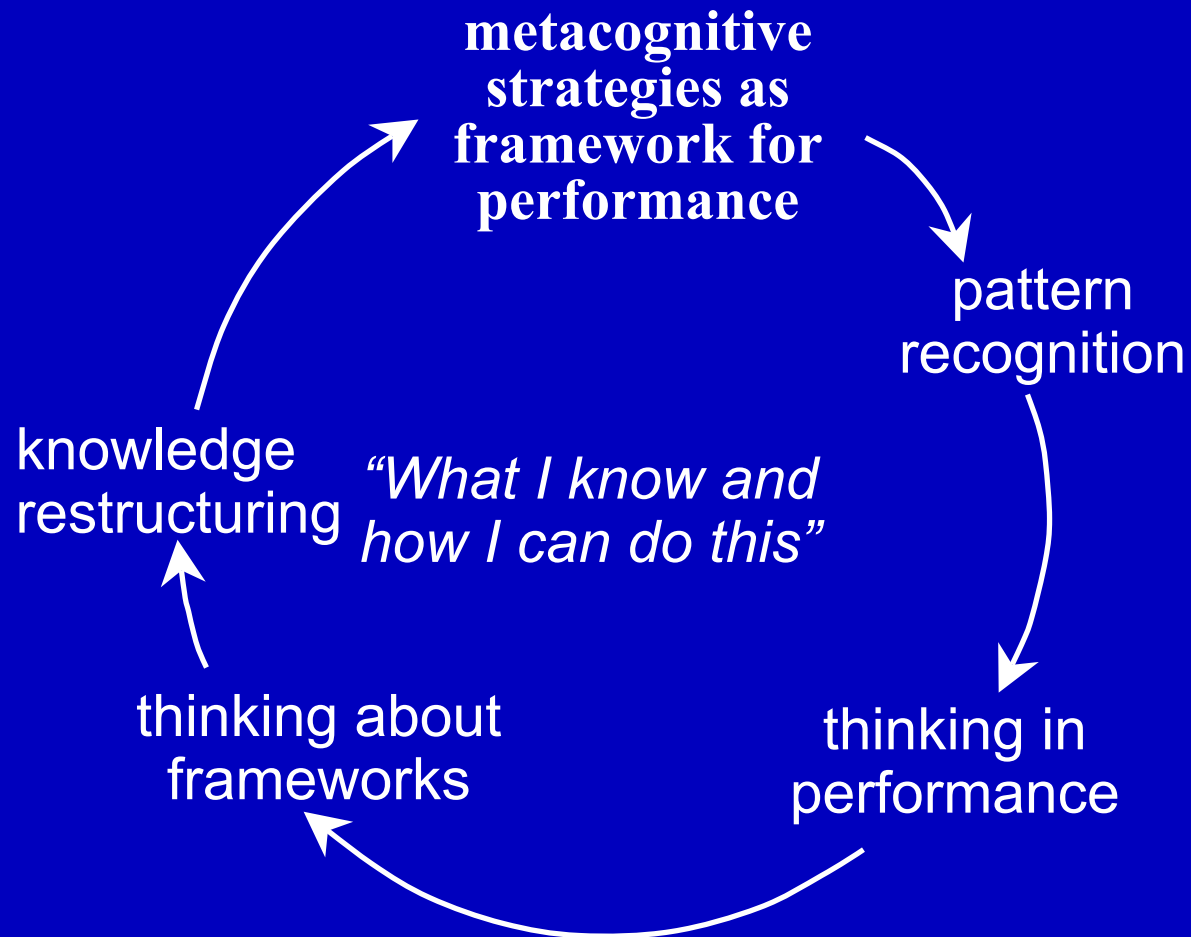 metacognitive
strategies as
framework for
performance
pattern
recognition
thinking in
performance
thinking about
frameworks
knowledge
restructuring
“What I know and
how I can do this”